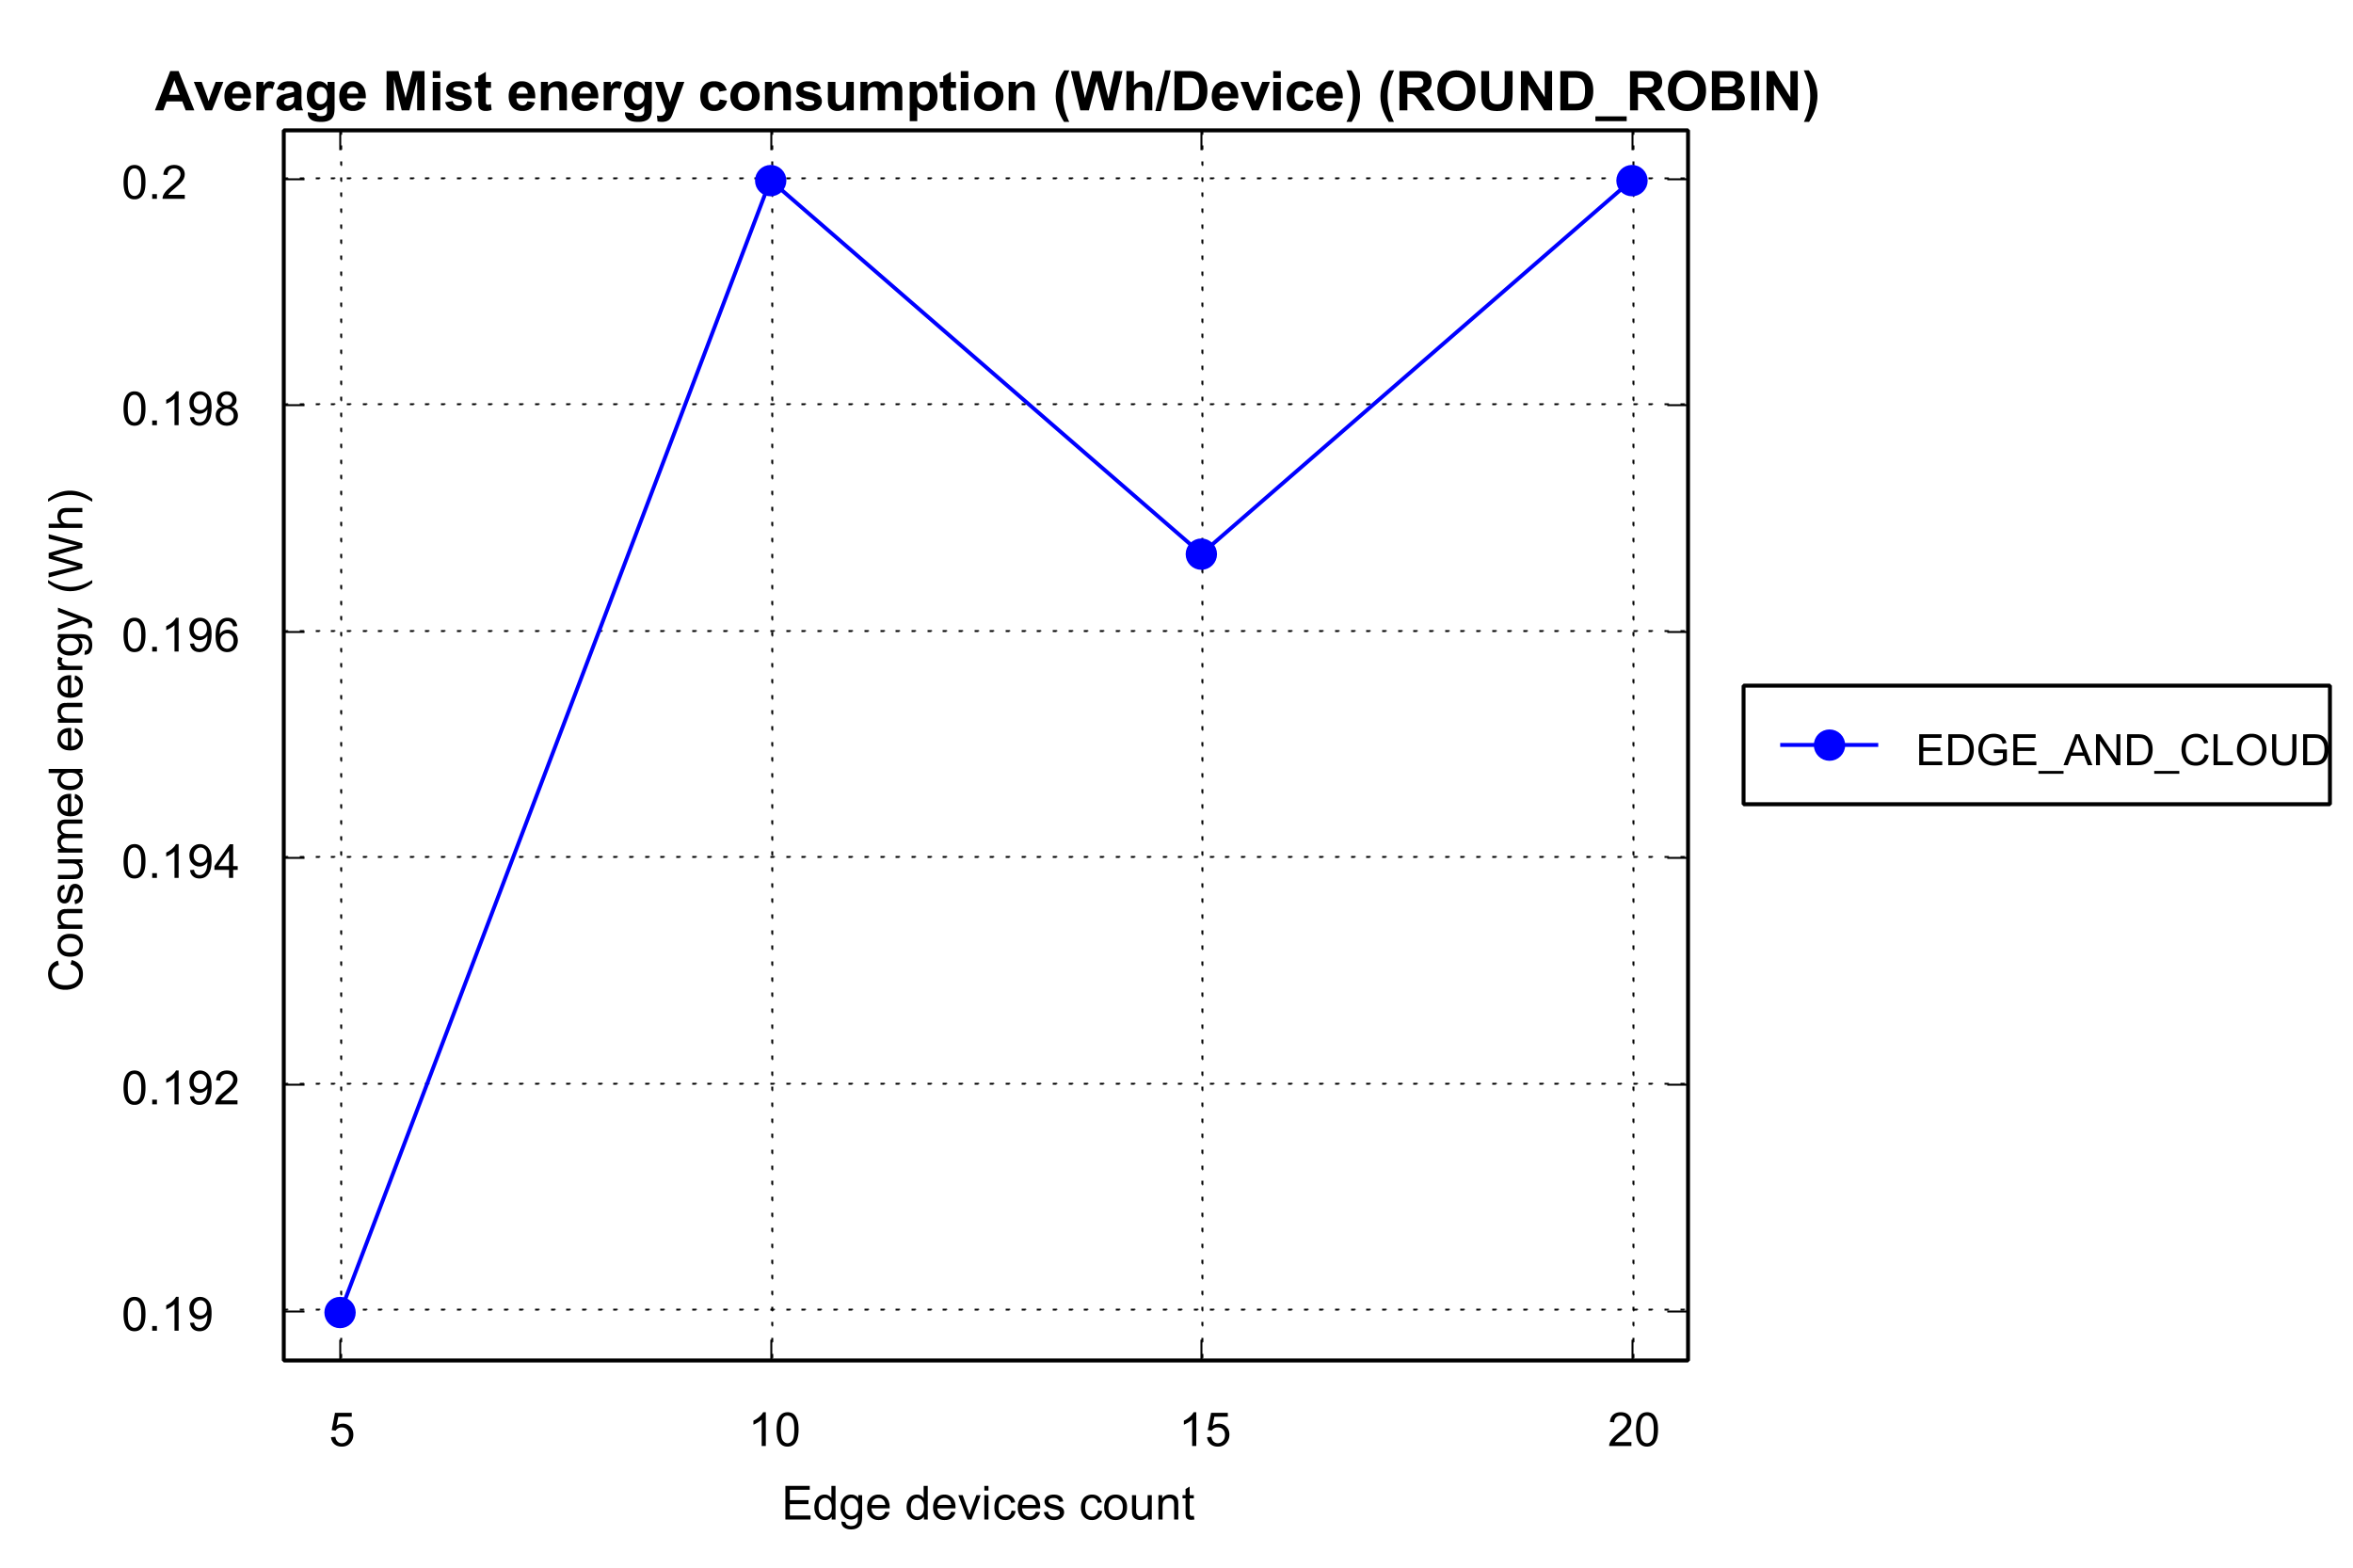 Average Mist energy consumption (Wh/Device) (ROUND_ROBIN)
0.2
0.198
0.196
0.194
0.192
0.19
Consumed energy (Wh)
5 10 15 20
Edge devices count
EDGE_AND_CLOUD